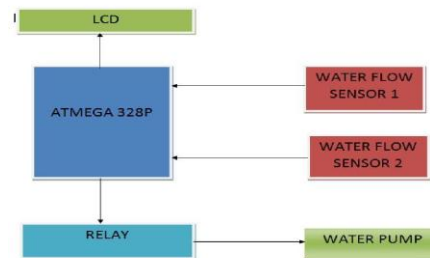 LCD
ATMEGA 328P
WATER FLOW
SENSOR 1
WATER FLOW
SENSOR 2
RELAY
WATER PUMP